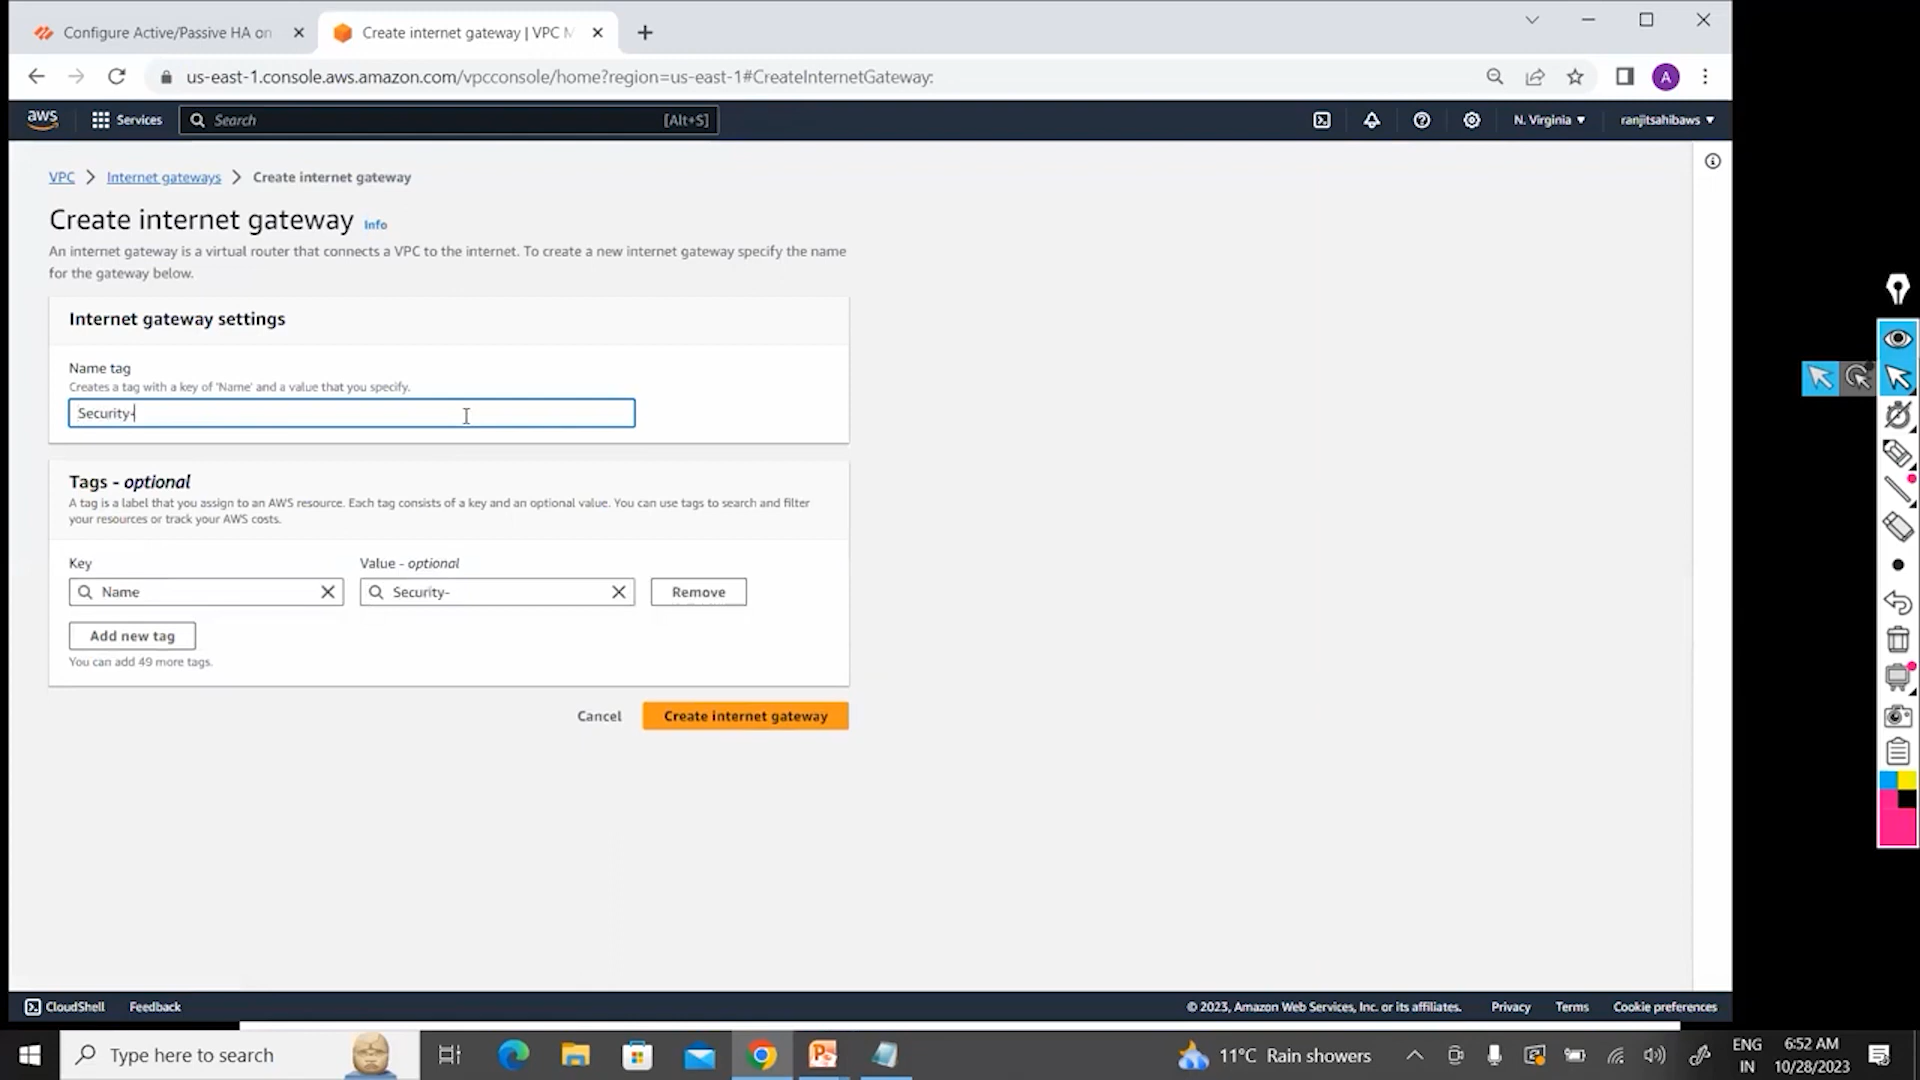 Configure Active/Passive HA on
Create internet gateway | VPC M
us-east-1.console.aws.amazon.com/vpcconsole/home?region=us-east-1#CreateInternetGateway:
A
aws
Services
Search
[Alt+S]
N. Virginia
ranjitsahibaws
VPC
Internet gateways
Create internet gateway
Create internet gateway
Info
An internet gateway is a virtual router that connects a VPC to the internet. To create a new internet gateway specify the name
for the gateway below.
Internet gateway settings
Name tag
Creates a tag with a key of 'Name' and a value that you specify.
Security-
Tags - optional
A tag is a label that you assign to an AWS resource. Each tag consists of a key and an optional value. You can use tags to search and filter
your resources or track your AWS costs.
Key
Value - optional
Name
Security-
Remove
Add new tag
You can add 49 more tags.
Cancel
Create internet gateway
CloudShell
Feedback
© 2023, Amazon Web Services, Inc. or its affiliates.
Privacy
Terms
Cookie preferences
Type here to search
11°C Rain showers
ENG
IN
6:52 AM
10/28/2023